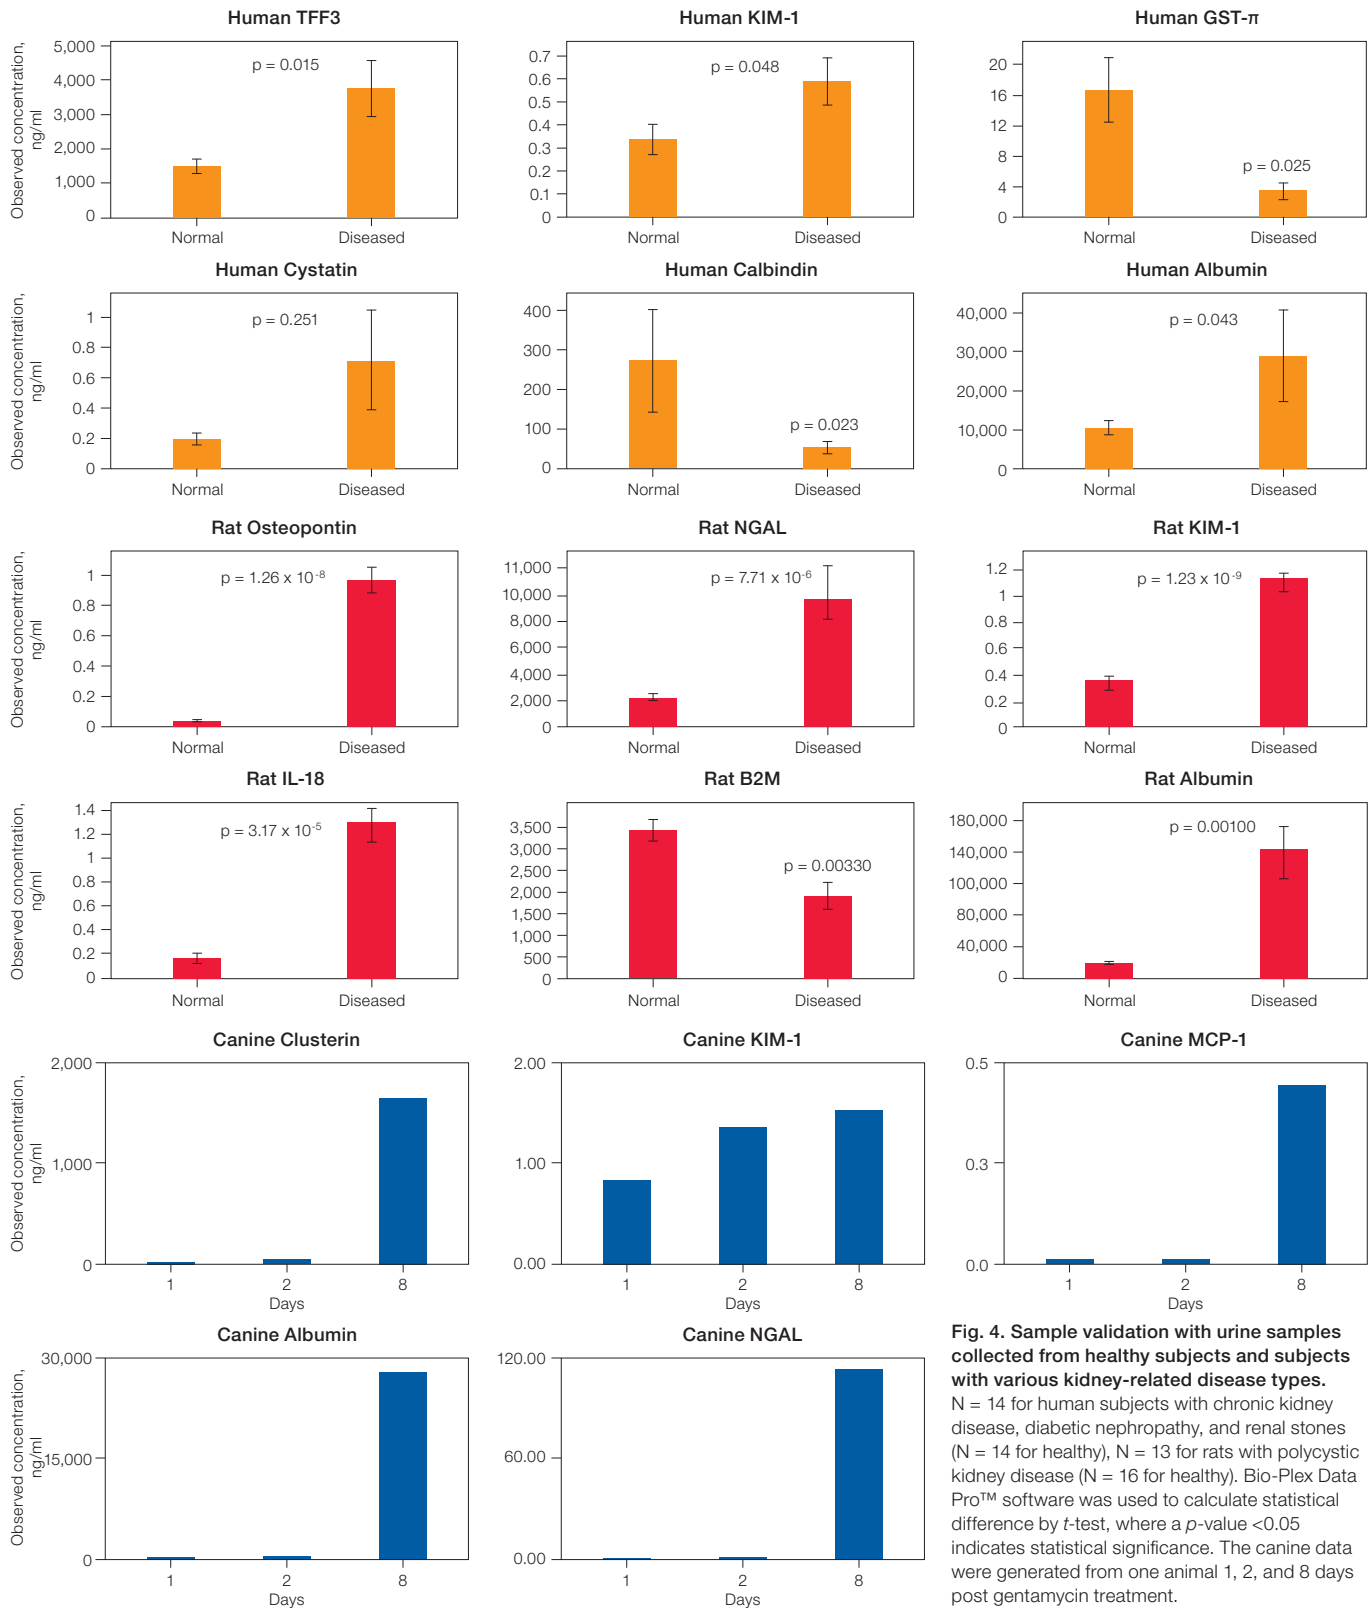 Human TFF3
Observed concentration,
ng/ml
5,000
4,000
3,000
2,000
1,000
0
p = 0.015
Normal
Diseased
Human KIM-1
0.7
0.6
0.5
0.4
0.3
0.2
0.1
0
p = 0.048
Normal
Diseased
Human GST-π
20
16
12
8
4
0
p = 0.025
Normal
Diseased
Human Cystatin
Observed concentration,
ng/ml
1
0.8
0.6
0.4
0.2
0
p = 0.251
Normal
Diseased
Human Calbindin
400
300
200
100
0
p = 0.023
Normal
Diseased
Human Albumin
40,000
30,000
20,000
10,000
0
p = 0.043
Normal
Diseased
Rat Osteopontin
Observed concentration,
ng/ml
1
0.8
0.6
0.4
0.2
0
p = 1.26 x 10-8
Normal
Diseased
Rat NGAL
11,000
10,000
8,000
6,000
4,000
2,000
0
p = 7.71 x 10-6
Normal
Diseased
Rat KIM-1
1.2
1
0.8
0.6
0.4
0.2
0
p = 1.23 x 10-9
Normal
Diseased
Rat IL-18
Observed concentration,
ng/ml
1.4
1.2
1
0.8
0.6
0.4
0.2
0
p = 3.17 x 10-5
Normal
Diseased
Rat B2M
3,500
3,000
2,500
2,000
1,500
1,000
500
0
p = 0.00330
Normal
Diseased
Rat Albumin
180,000
140,000
100,000
80,000
40,000
0
p = 0.00100
Normal
Diseased
Canine Clusterin
Observed concentration,
ng/ml
2,000
1,000
0
1
2
8
Days
Canine KIM-1
2.00
1.00
0.00
1
2
8
Days
Canine MCP-1
0.5
0.3
0.0
1
2
8
Days
Canine Albumin
Observed concentration,
ng/ml
30,000
15,000
0
1
2
8
Days
Canine NGAL
120.00
60.00
0.00
1
2
8
Days
Fig. 4. Sample validation with urine samples
collected from healthy subjects and subjects
with various kidney-related disease types.
N = 14 for human subjects with chronic kidney
disease, diabetic nephropathy, and renal stones
(N = 14 for healthy), N = 13 for rats with polycystic
kidney disease (N = 16 for healthy). Bio-Plex Data
Pro™ software was used to calculate statistical
difference by t-test, where a p-value <0.05
indicates statistical significance. The canine data
were generated from one animal 1, 2, and 8 days
post gentamycin treatment.